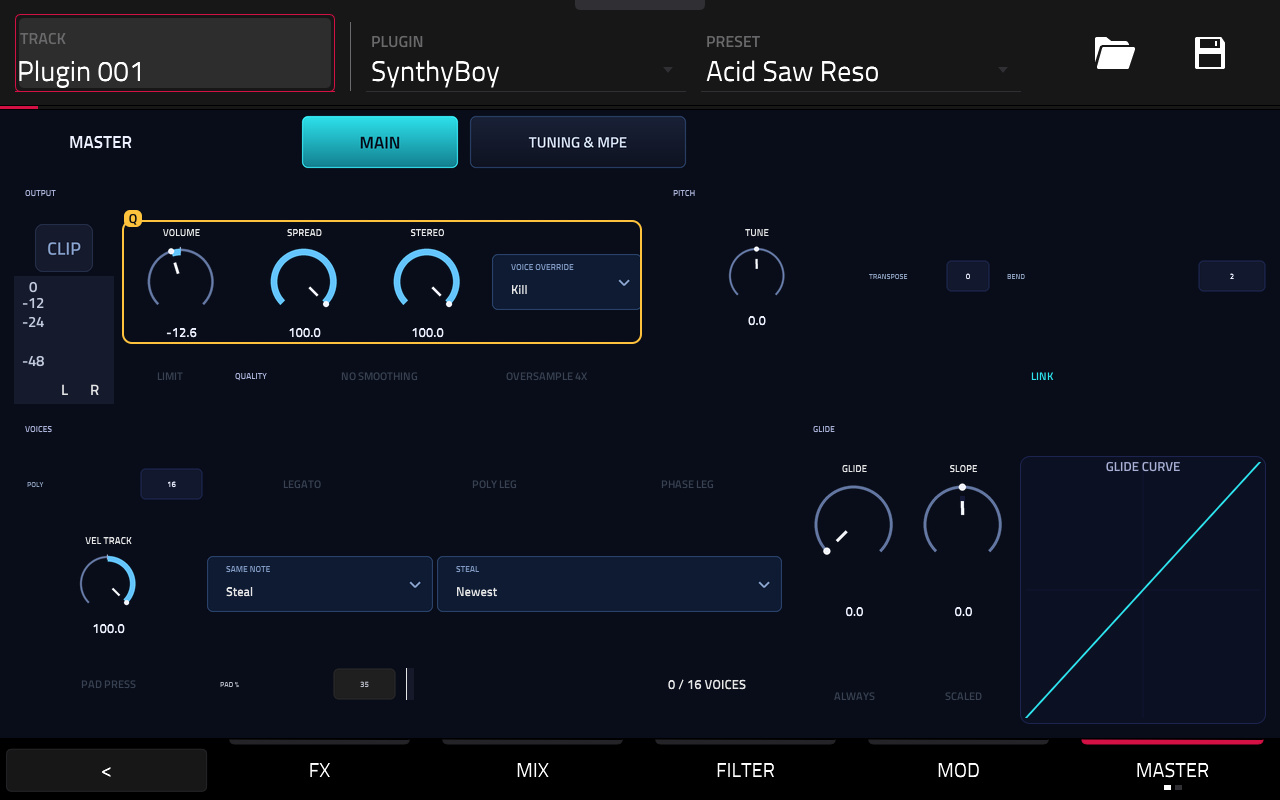 TRACK
Plugin 001
PLUGIN
SynthyBoy
PRESET
Acid Saw Reso
MASTER
MAIN
TUNING & MPE
OUTPUT
PITCH
CLIP
0
-12
-24
-48
L R
Q
VOLUME
-12.6
SPREAD
100.0
STEREO
100.0
VOICE OVERRIDE
Kill
TUNE
0.0
TRANSPOSE
0
BEND
2
LIMIT
QUALITY
NO SMOOTHING
OVERSAMPLE 4X
LINK
VOICES
GLIDE
POLY
16
LEGATO
POLY LEG
PHASE LEG
GLIDE
0.0
SLOPE
0.0
GLIDE CURVE
VEL TRACK
100.0
SAME NOTE
Steal
STEAL
Newest
PAD PRESS
PAD %
35
0 / 16 VOICES
ALWAYS
SCALED
<
FX
MIX
FILTER
MOD
MASTER